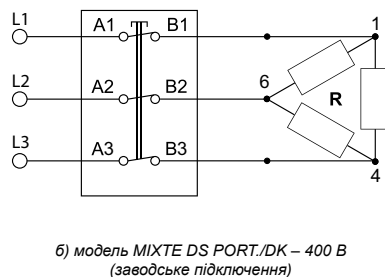 L1
A1 B1
1
L2
A2 B2
6
R
L3
A3 B3
4
б) модель MIXTE DS PORT./DK – 400 В
(заводське підключення)